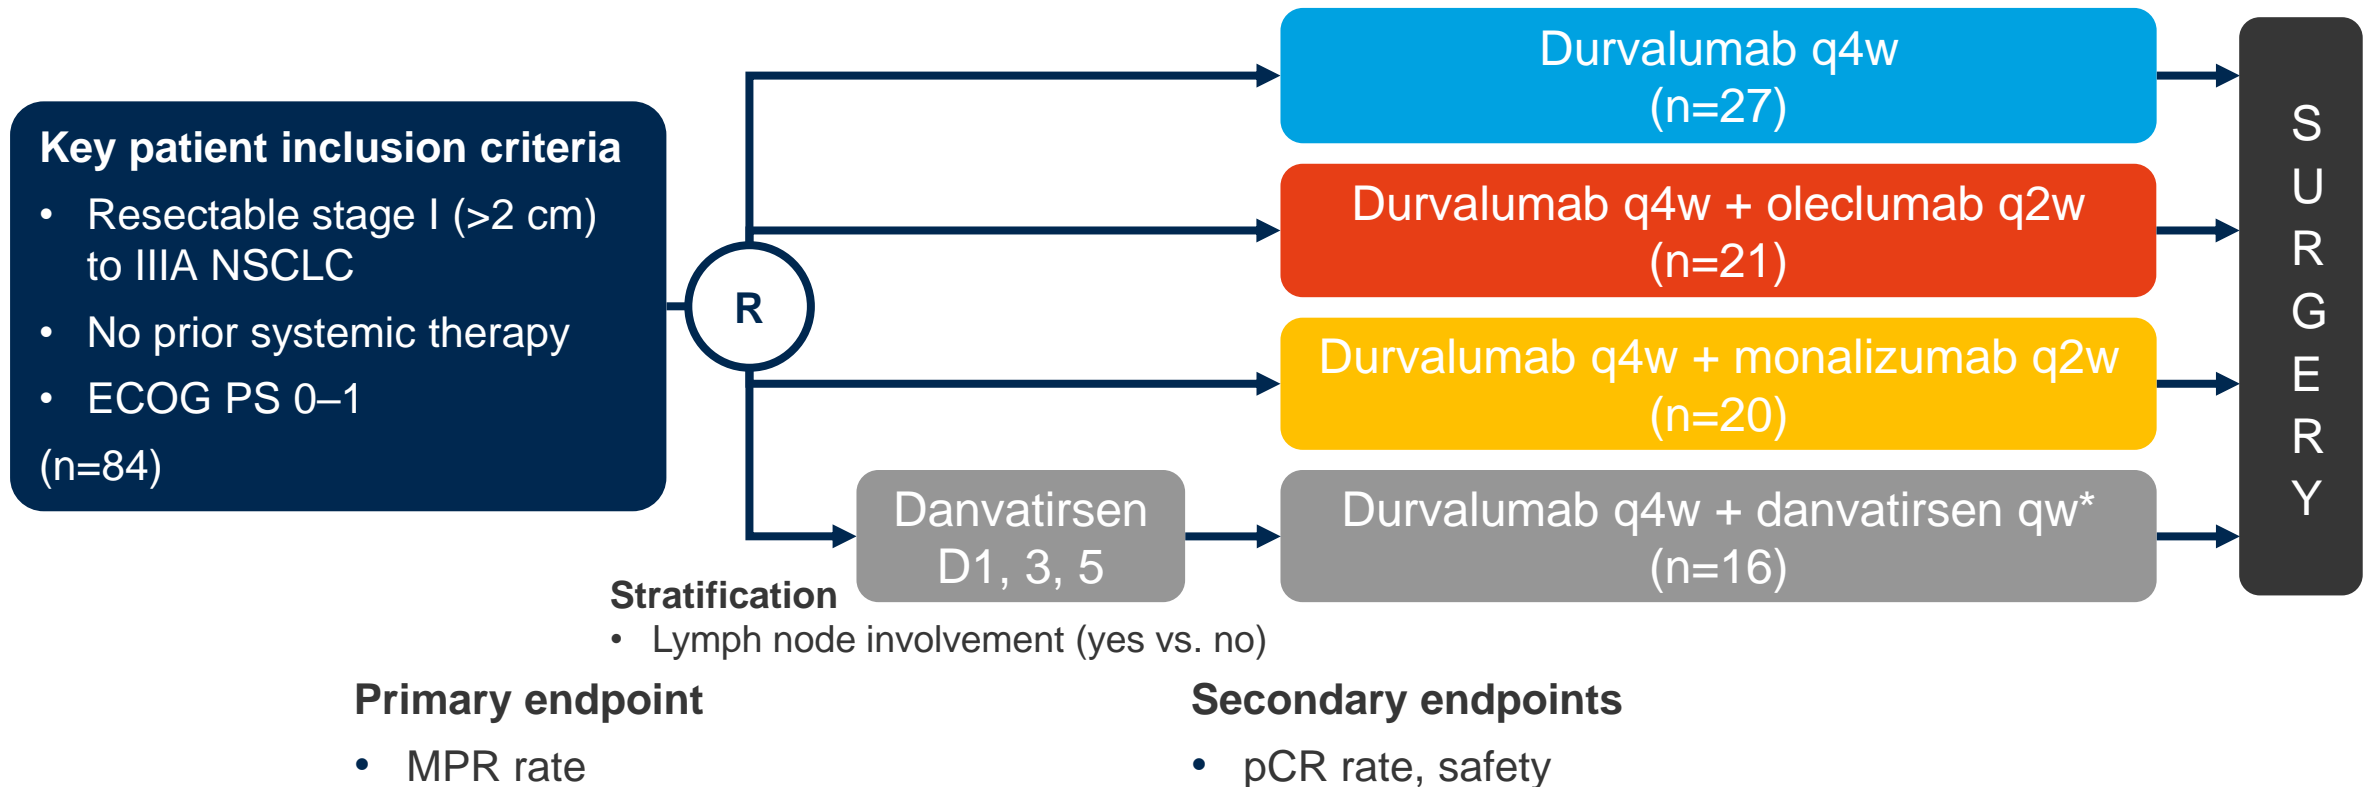 Key patient inclusion criteria
• Resectable stage I (>2 cm)
to IIIA NSCLC
• No prior systemic therapy
• ECOG PS 0–1
(n=84)
R
Durvalumab q4w
(n=27)
Durvalumab q4w + oleclumab q2w
(n=21)
Durvalumab q4w + monalizumab q2w
(n=20)
Danvatirsen
D1, 3, 5
Durvalumab q4w + danvatirsen qw*
(n=16)
S
U
R
G
E
R
Y
Stratification
• Lymph node involvement (yes vs. no)
Primary endpoint
• MPR rate
Secondary endpoints
• pCR rate, safety